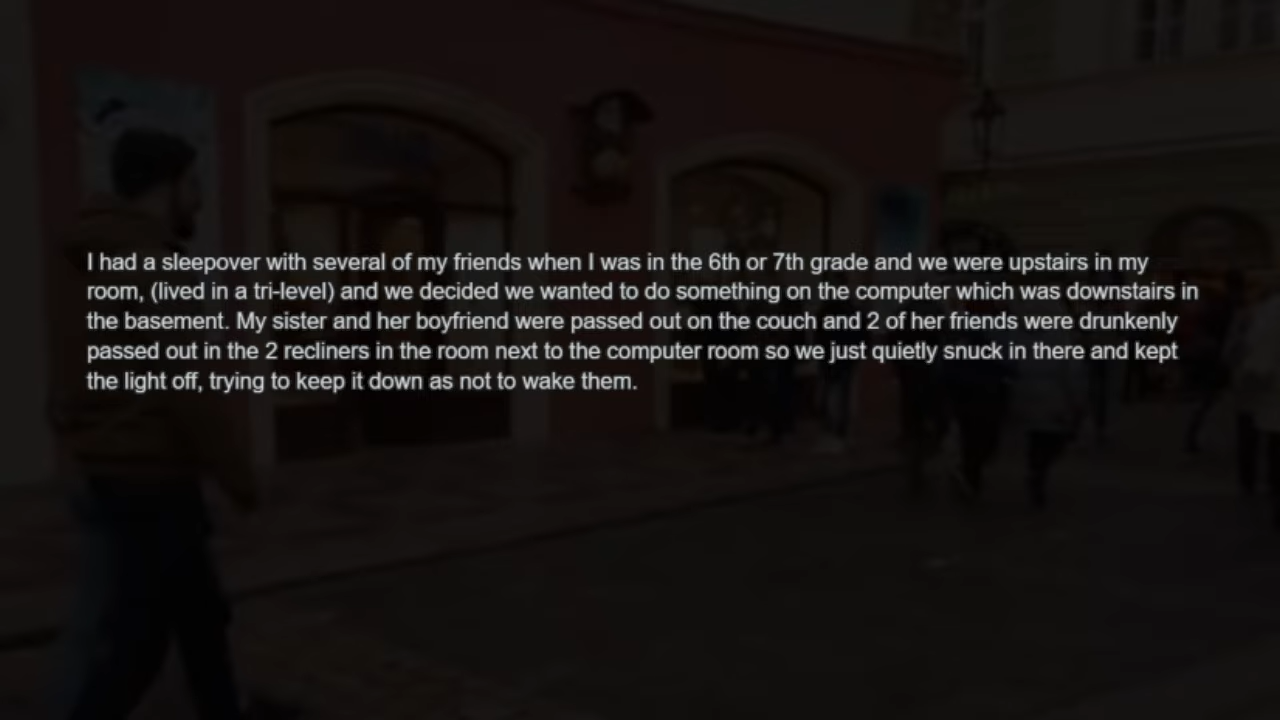 I had a sleepover with several of my friends when I was in the 6th or 7th grade and we were upstairs in my
room, (lived in a tri-level) and we decided we wanted to do something on the computer which was downstairs in
the basement. My sister and her boyfriend were passed out on the couch and 2 of her friends were drunkenly
passed out in the 2 recliners in the room next to the computer room so we just quietly snuck in there and kept
the light off, trying to keep it down as not to wake them.